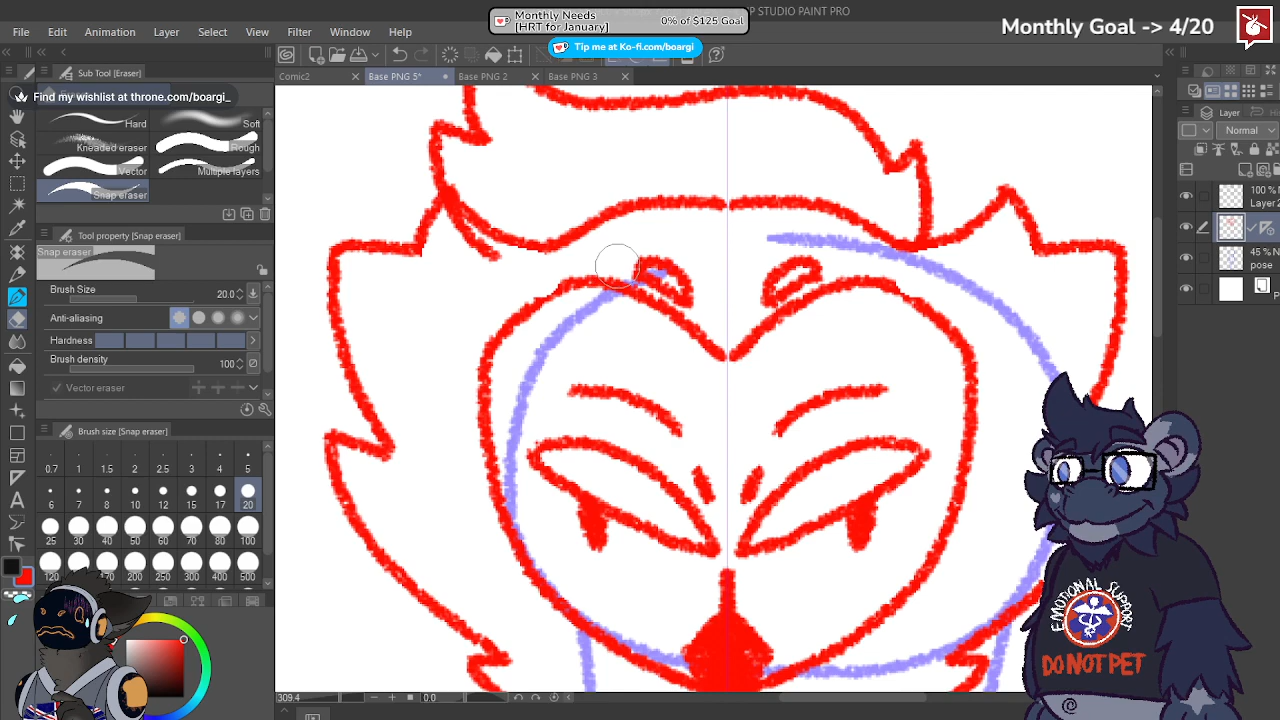 Monthly Needs
[HRT for January]
0% of $125 Goal
P STUDIO PAINT PRO
Monthly Goal -> 4/20
File Edit Animation Layer Select View Filter Window Help
Tip me at Ko-fi.com/boargi
Sub Tool [Eraser]
Comic2 Base PNG 5* Base PNG 2 Base PNG 3
Find my wishlist at throne.com/boargi_
Hard Soft
Kneaded eraser Rough
Vector Multiple layers
Snap eraser
Layer
Normal
100 % N
Layer 2
45 % N
pose
P
Tool property [Snap eraser]
Snap eraser
Brush Size 20.0
Anti-aliasing
Hardness
Brush density 100
Vector eraser
Brush size [Snap eraser]
0.7 1 1.5 2 2.5 3 4 5
6 7 8 10 12 15 17 20
25 30 40 50 60 70 80 100
120 150 170 200 250 300 400 500
309.4
0.0
EMOTIONAL SUPPORT
DO NOT PET